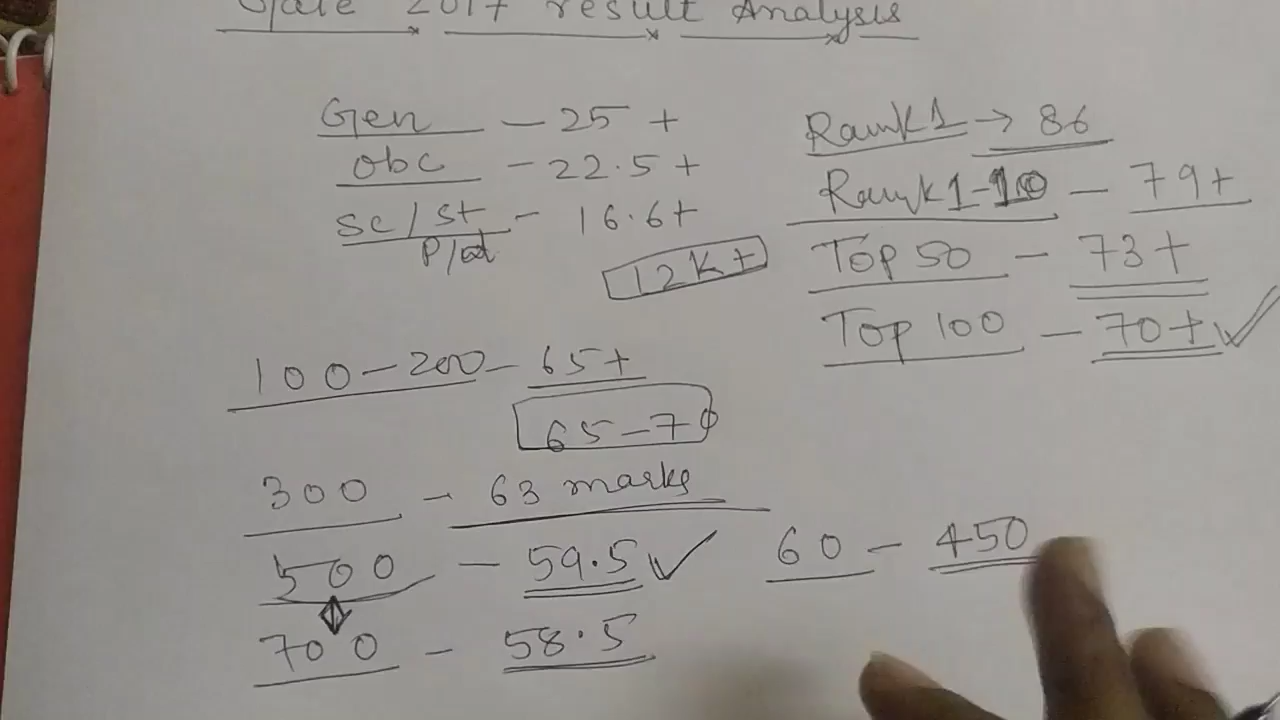 Gate 2017 result Analysis
Gen - 25 +
obc - 22.5 +
sc / st - 16.6+
12K+
Rank 1 → 86
Rank 1-10 - 79+
Top 50 - 73+
Top 100 - 70+ ✓
100 - 200 - 65+
65-70
300 - 63 marks
500 - 59.5 ✓
60 - 450
700 - 58.5